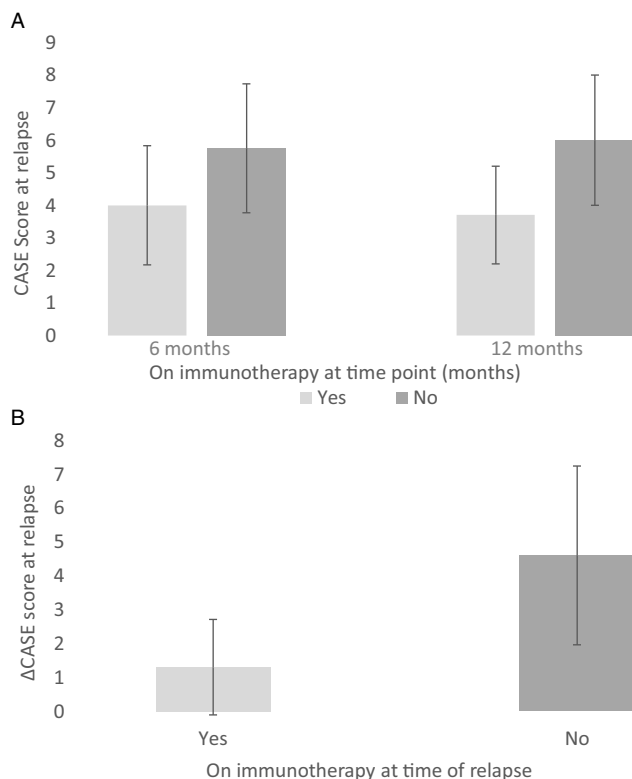 A
9
8
7
6
5
4
3
2
1
0
CASE Score at relapse
6 months 12 months
On immunotherapy at time point (months)
Yes No
B
8
7
6
5
4
3
2
1
0
ΔCASE score at relapse
Yes No
On immunotherapy at time of relapse